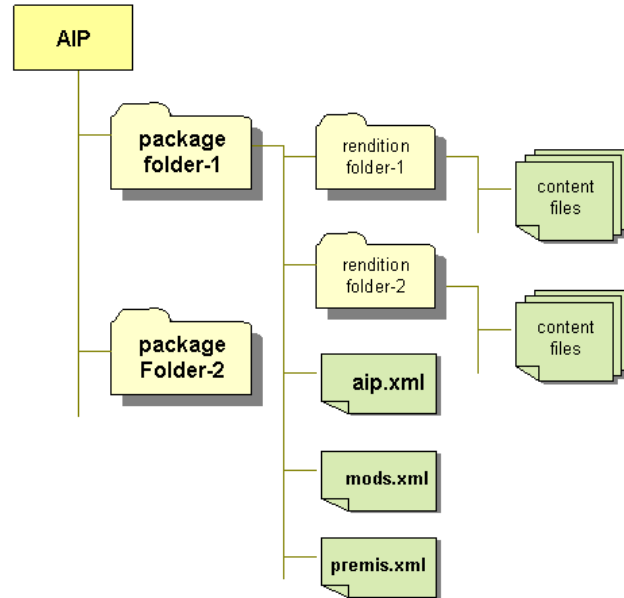 AIP
package
folder-1
rendition
folder-1
content
files
rendition
folder-2
content
files
package
Folder-2
aip.xml
mods.xml
premis.xml